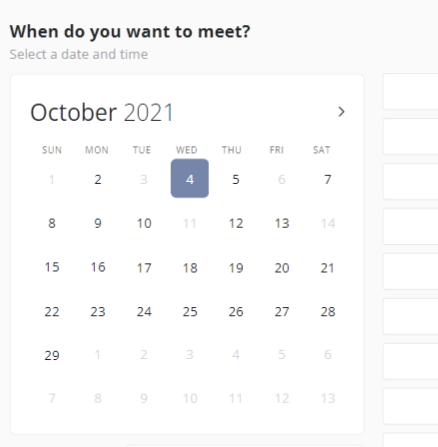 When do you want to meet?
Select a date and time
October 2021
SUN MON TUE WED THU FRI SAT
1 2 3 4 5 6 7
8 9 10 11 12 13 14
15 16 17 18 19 20 21
22 23 24 25 26 27 28
29 1 2 3 4 5 6
7 8 9 10 11 12 13